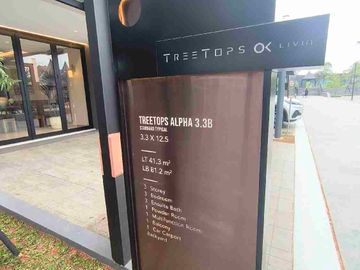 TREETOPS OK LIVIN
TREETOPS ALPHA 3.3B
STANDARD TYPICAL
3.3 X 12.5
LT 41.3 m²
LB 81.2 m²
3 Storey
3 Bedroom
2 Ensuite Bath
1 Powder Room
1 Multifunction Room
1 Balcony
1 Car Carport
Backyard